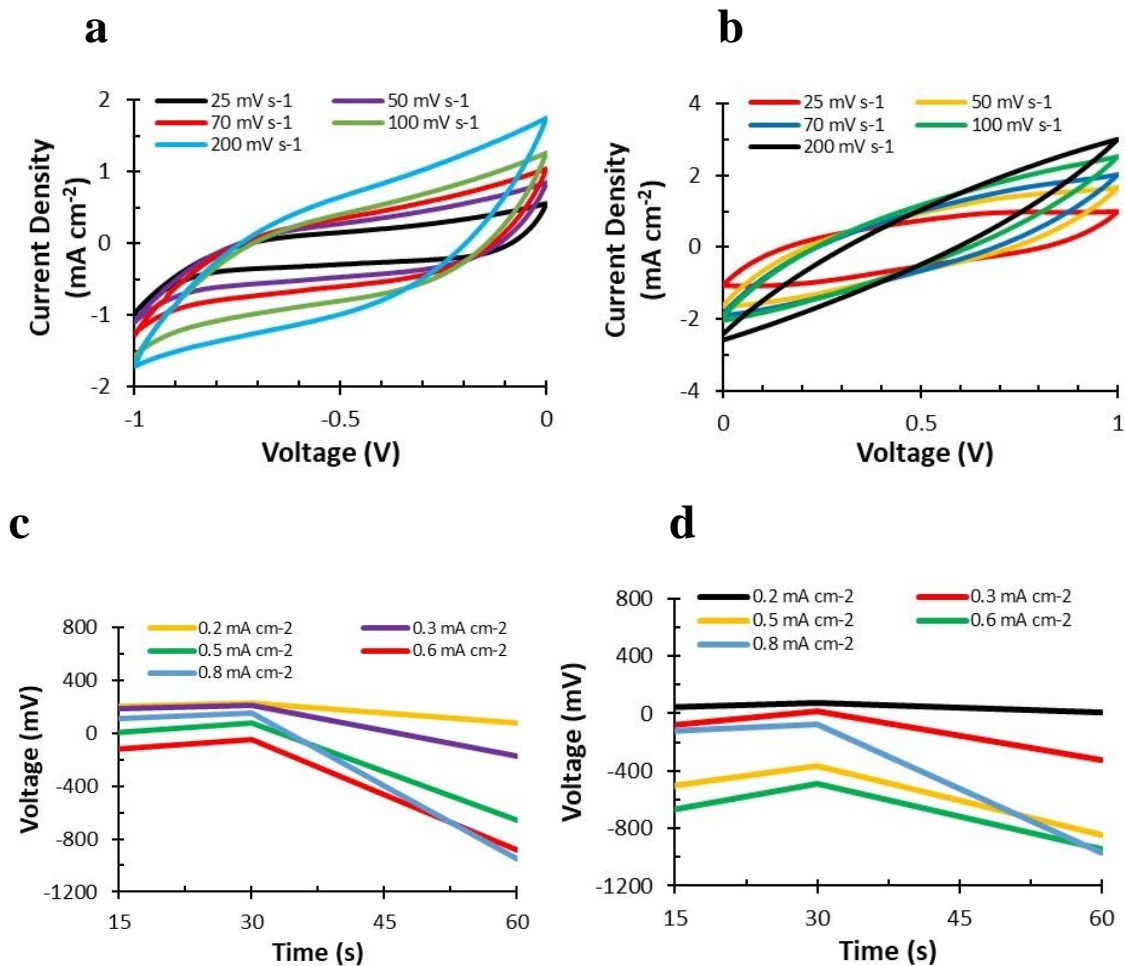 a
2
1
0
-1
-2
25 mV s-1
50 mV s-1
70 mV s-1
100 mV s-1
200 mV s-1
Current Density
(mA cm-2)
-1
-0.5
0
Voltage (V)
b
4
2
0
-2
-4
25 mV s-1
50 mV s-1
70 mV s-1
100 mV s-1
200 mV s-1
Current Density
(mA cm-2)
0
0.5
1
Voltage (V)
c
800
400
0
-400
-800
-1200
0.2 mA cm-2
0.3 mA cm-2
0.5 mA cm-2
0.6 mA cm-2
0.8 mA cm-2
Voltage (mV)
15
30
45
60
Time (s)
d
800
400
0
-400
-800
-1200
0.2 mA cm-2
0.3 mA cm-2
0.5 mA cm-2
0.6 mA cm-2
0.8 mA cm-2
Voltage (mV)
15
30
45
60
Time (s)